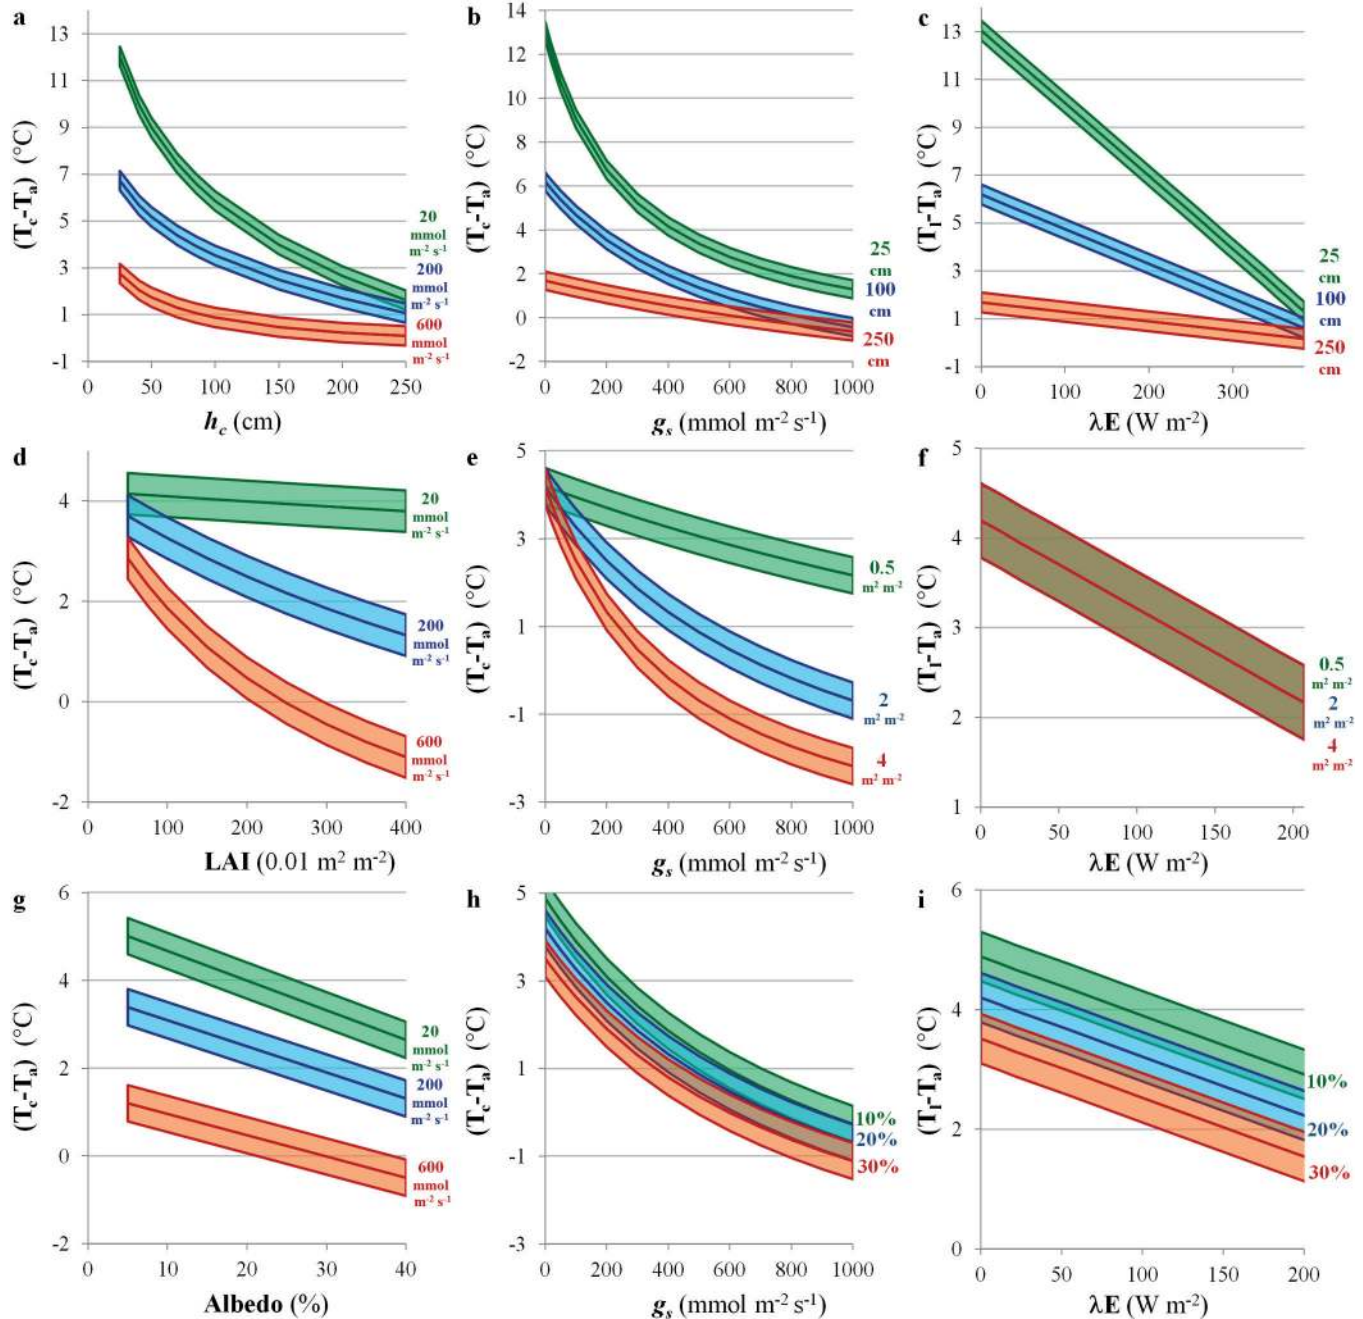 a
(Tc-Ta) (°C)
13
11
9
7
5
3
1
-1
0
50
100
150
200
250
hc (cm)
20
mmol
m-2 s-1
200
mmol
m-2 s-1
600
mmol
m-2 s-1
b
(Tc-Ta) (°C)
14
12
10
8
6
4
2
0
-2
0
200
400
600
800
1000
gs (mmol m-2 s-1)
25
cm
100
cm
250
cm
c
(Tl-Ta) (°C)
13
11
9
7
5
3
1
-1
0
100
200
300
λE (W m-2)
25
cm
100
cm
250
cm
d
(Tc-Ta) (°C)
4
2
0
-2
0
100
200
300
400
LAI (0.01 m2 m-2)
20
mmol
m-2 s-1
200
mmol
m-2 s-1
600
mmol
m-2 s-1
e
(Tc-Ta) (°C)
5
3
1
-1
-3
0
200
400
600
800
1000
gs (mmol m-2 s-1)
0.5
m2 m-2
2
m2 m-2
4
m2 m-2
f
(Tl-Ta) (°C)
5
4
3
2
1
0
50
100
150
200
λE (W m-2)
0.5
m2 m-2
2
m2 m-2
4
m2 m-2
g
(Tc-Ta) (°C)
6
4
2
0
-2
0
10
20
30
40
Albedo (%)
20
mmol
m-2 s-1
200
mmol
m-2 s-1
600
mmol
m-2 s-1
h
(Tc-Ta) (°C)
5
3
1
-1
-3
0
200
400
600
800
1000
gs (mmol m-2 s-1)
10%
20%
30%
i
(Tl-Ta) (°C)
6
4
2
0
0
50
100
150
200
λE (W m-2)
10%
20%
30%